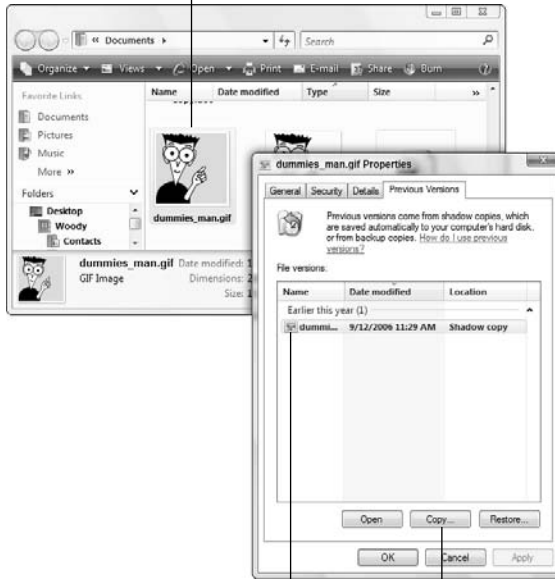 « Documents ▸
Search
Organize Views Open Print E-mail Share Burn
Favorite Links
Documents
Pictures
Music
More »
Folders
Desktop
Woody
Contacts
Name Date modified Type Size »
dummies_man.gif
dummies_man.gif Date modified: 1
GIF Image Dimensions: 2
Size: 1
dummies_man.gif Properties
General Security Details Previous Versions
Previous versions come from shadow copies, which
are saved automatically to your computer's hard disk,
or from backup copies. How do I use previous
versions?
File versions:
Name Date modified Location
Earlier this year (1)
dummi... 9/12/2006 11:29 AM Shadow copy
Open Copy... Restore...
OK Cancel Apply